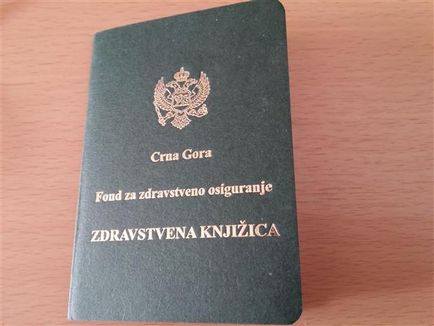 Crna Gora
Fond za zdravstveno osiguranje
ZDRAVSTVENA KNJIŽICA